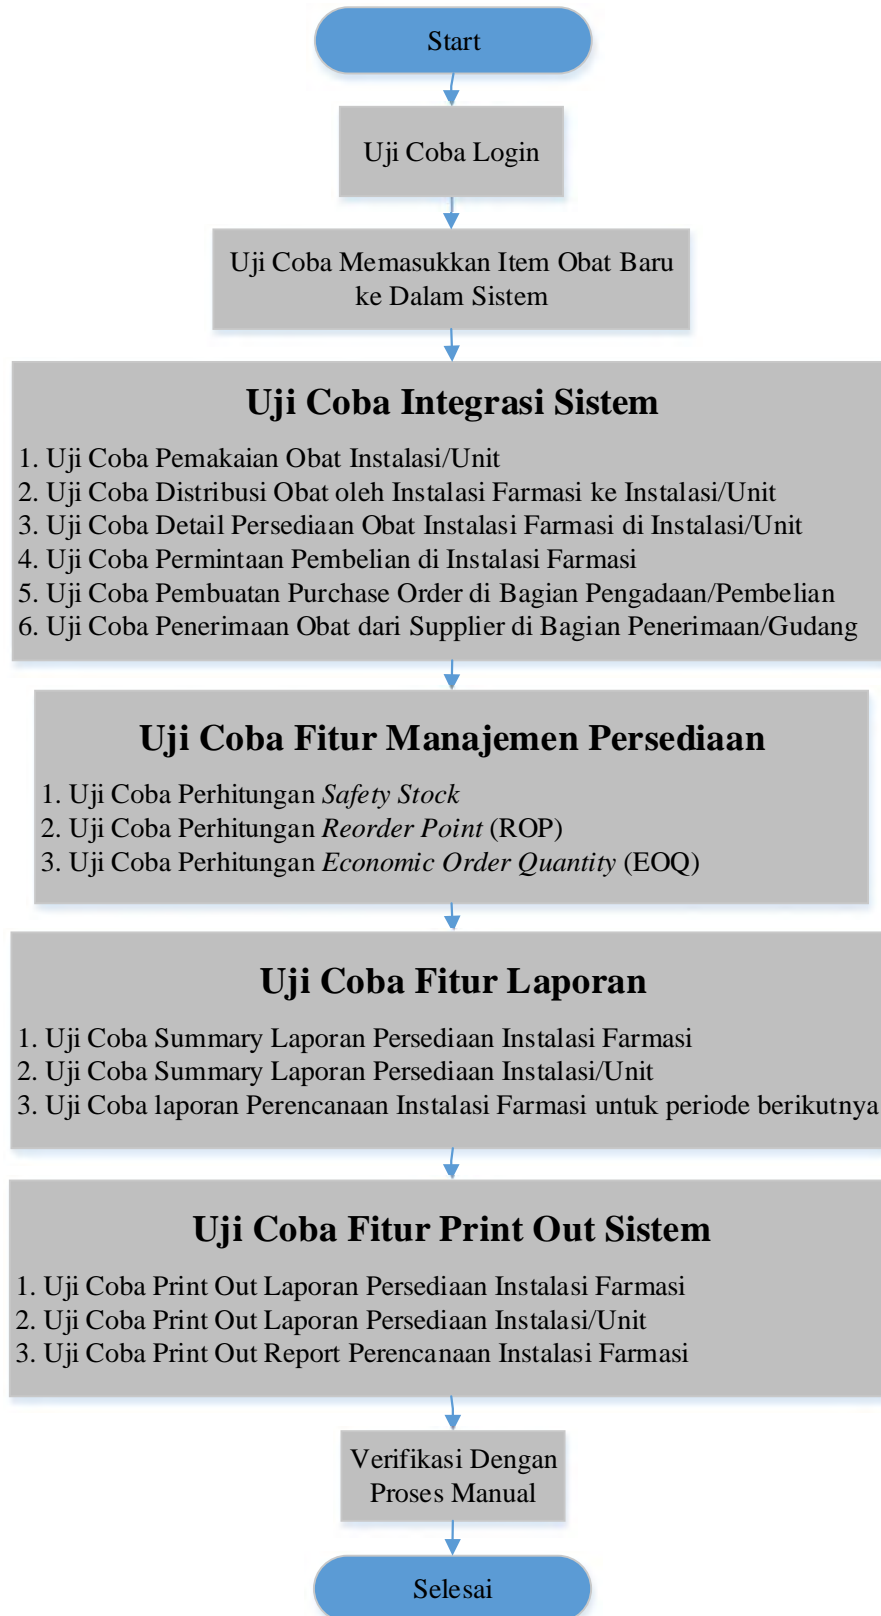 Start
Uji Coba Login
Uji Coba Memasukkan Item Obat Baru
ke Dalam Sistem
Uji Coba Integrasi Sistem
1. Uji Coba Pemakaian Obat Instalasi/Unit
2. Uji Coba Distribusi Obat oleh Instalasi Farmasi ke Instalasi/Unit
3. Uji Coba Detail Persediaan Obat Instalasi Farmasi di Instalasi/Unit
4. Uji Coba Permintaan Pembelian di Instalasi Farmasi
5. Uji Coba Pembuatan Purchase Order di Bagian Pengadaan/Pembelian
6. Uji Coba Penerimaan Obat dari Supplier di Bagian Penerimaan/Gudang
Uji Coba Fitur Manajemen Persediaan
1. Uji Coba Perhitungan Safety Stock
2. Uji Coba Perhitungan Reorder Point (ROP)
3. Uji Coba Perhitungan Economic Order Quantity (EOQ)
Uji Coba Fitur Laporan
1. Uji Coba Summary Laporan Persediaan Instalasi Farmasi
2. Uji Coba Summary Laporan Persediaan Instalasi/Unit
3. Uji Coba laporan Perencanaan Instalasi Farmasi untuk periode berikutnya
Uji Coba Fitur Print Out Sistem
1. Uji Coba Print Out Laporan Persediaan Instalasi Farmasi
2. Uji Coba Print Out Laporan Persediaan Instalasi/Unit
3. Uji Coba Print Out Report Perencanaan Instalasi Farmasi
Verifikasi Dengan
Proses Manual
Selesai